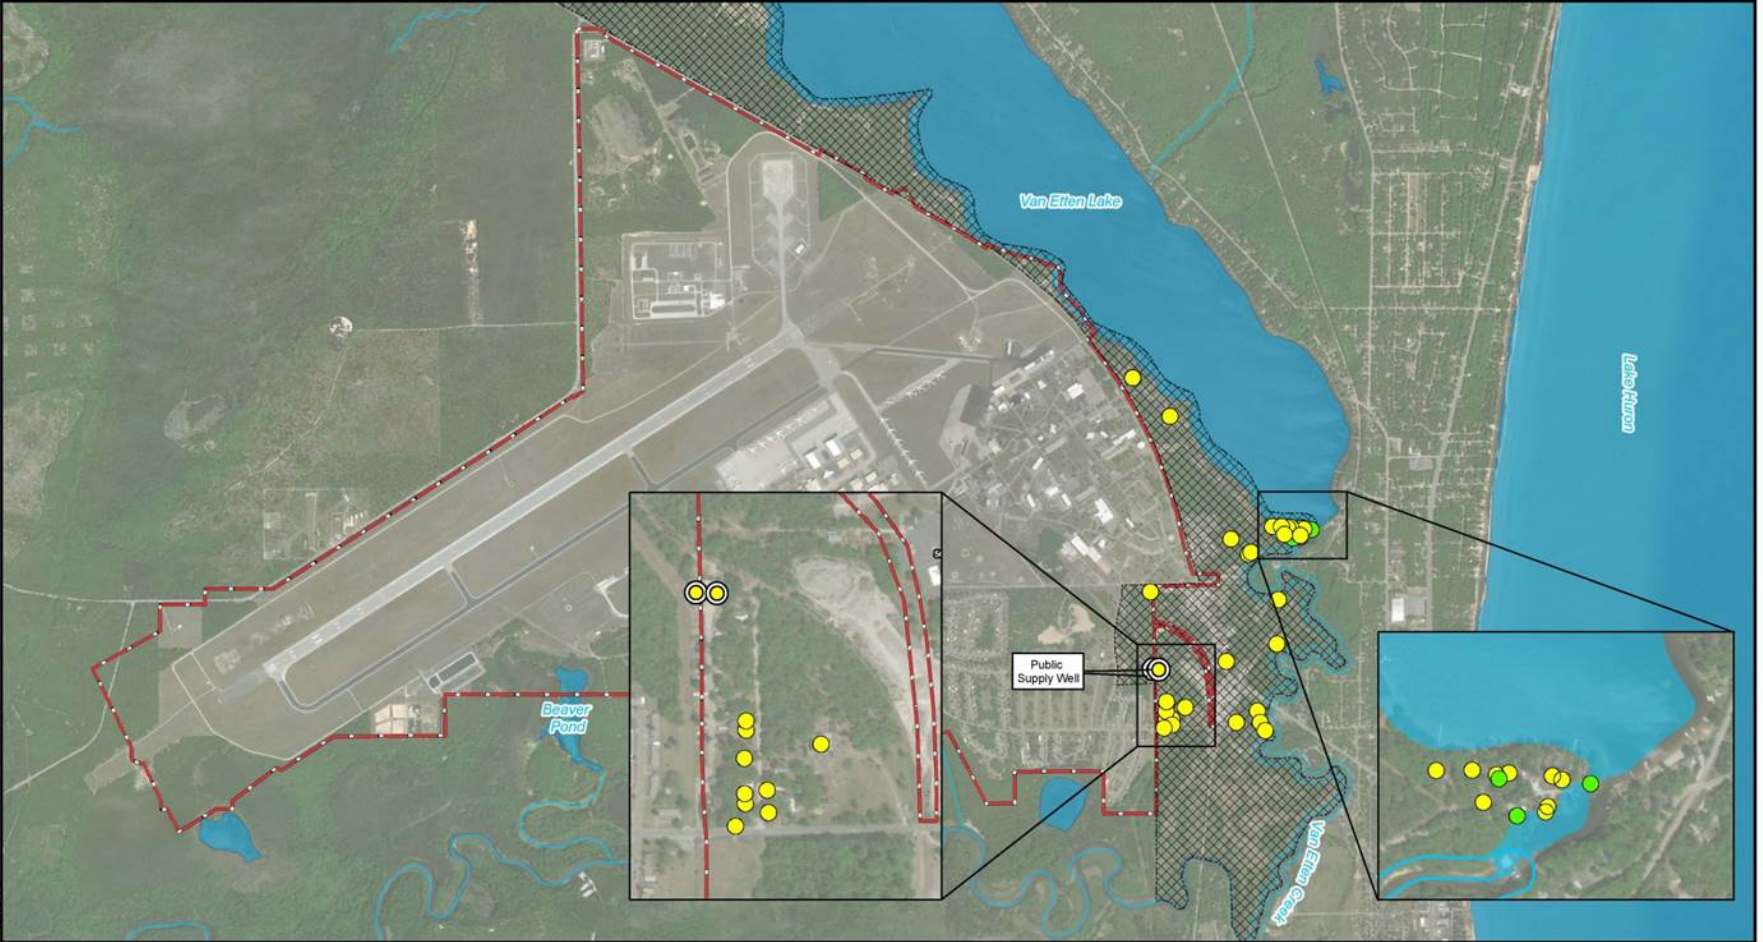 Van Etten Lake
Lake Huron
Public
Supply Well
Beaver
Pond
Van Etten Creek